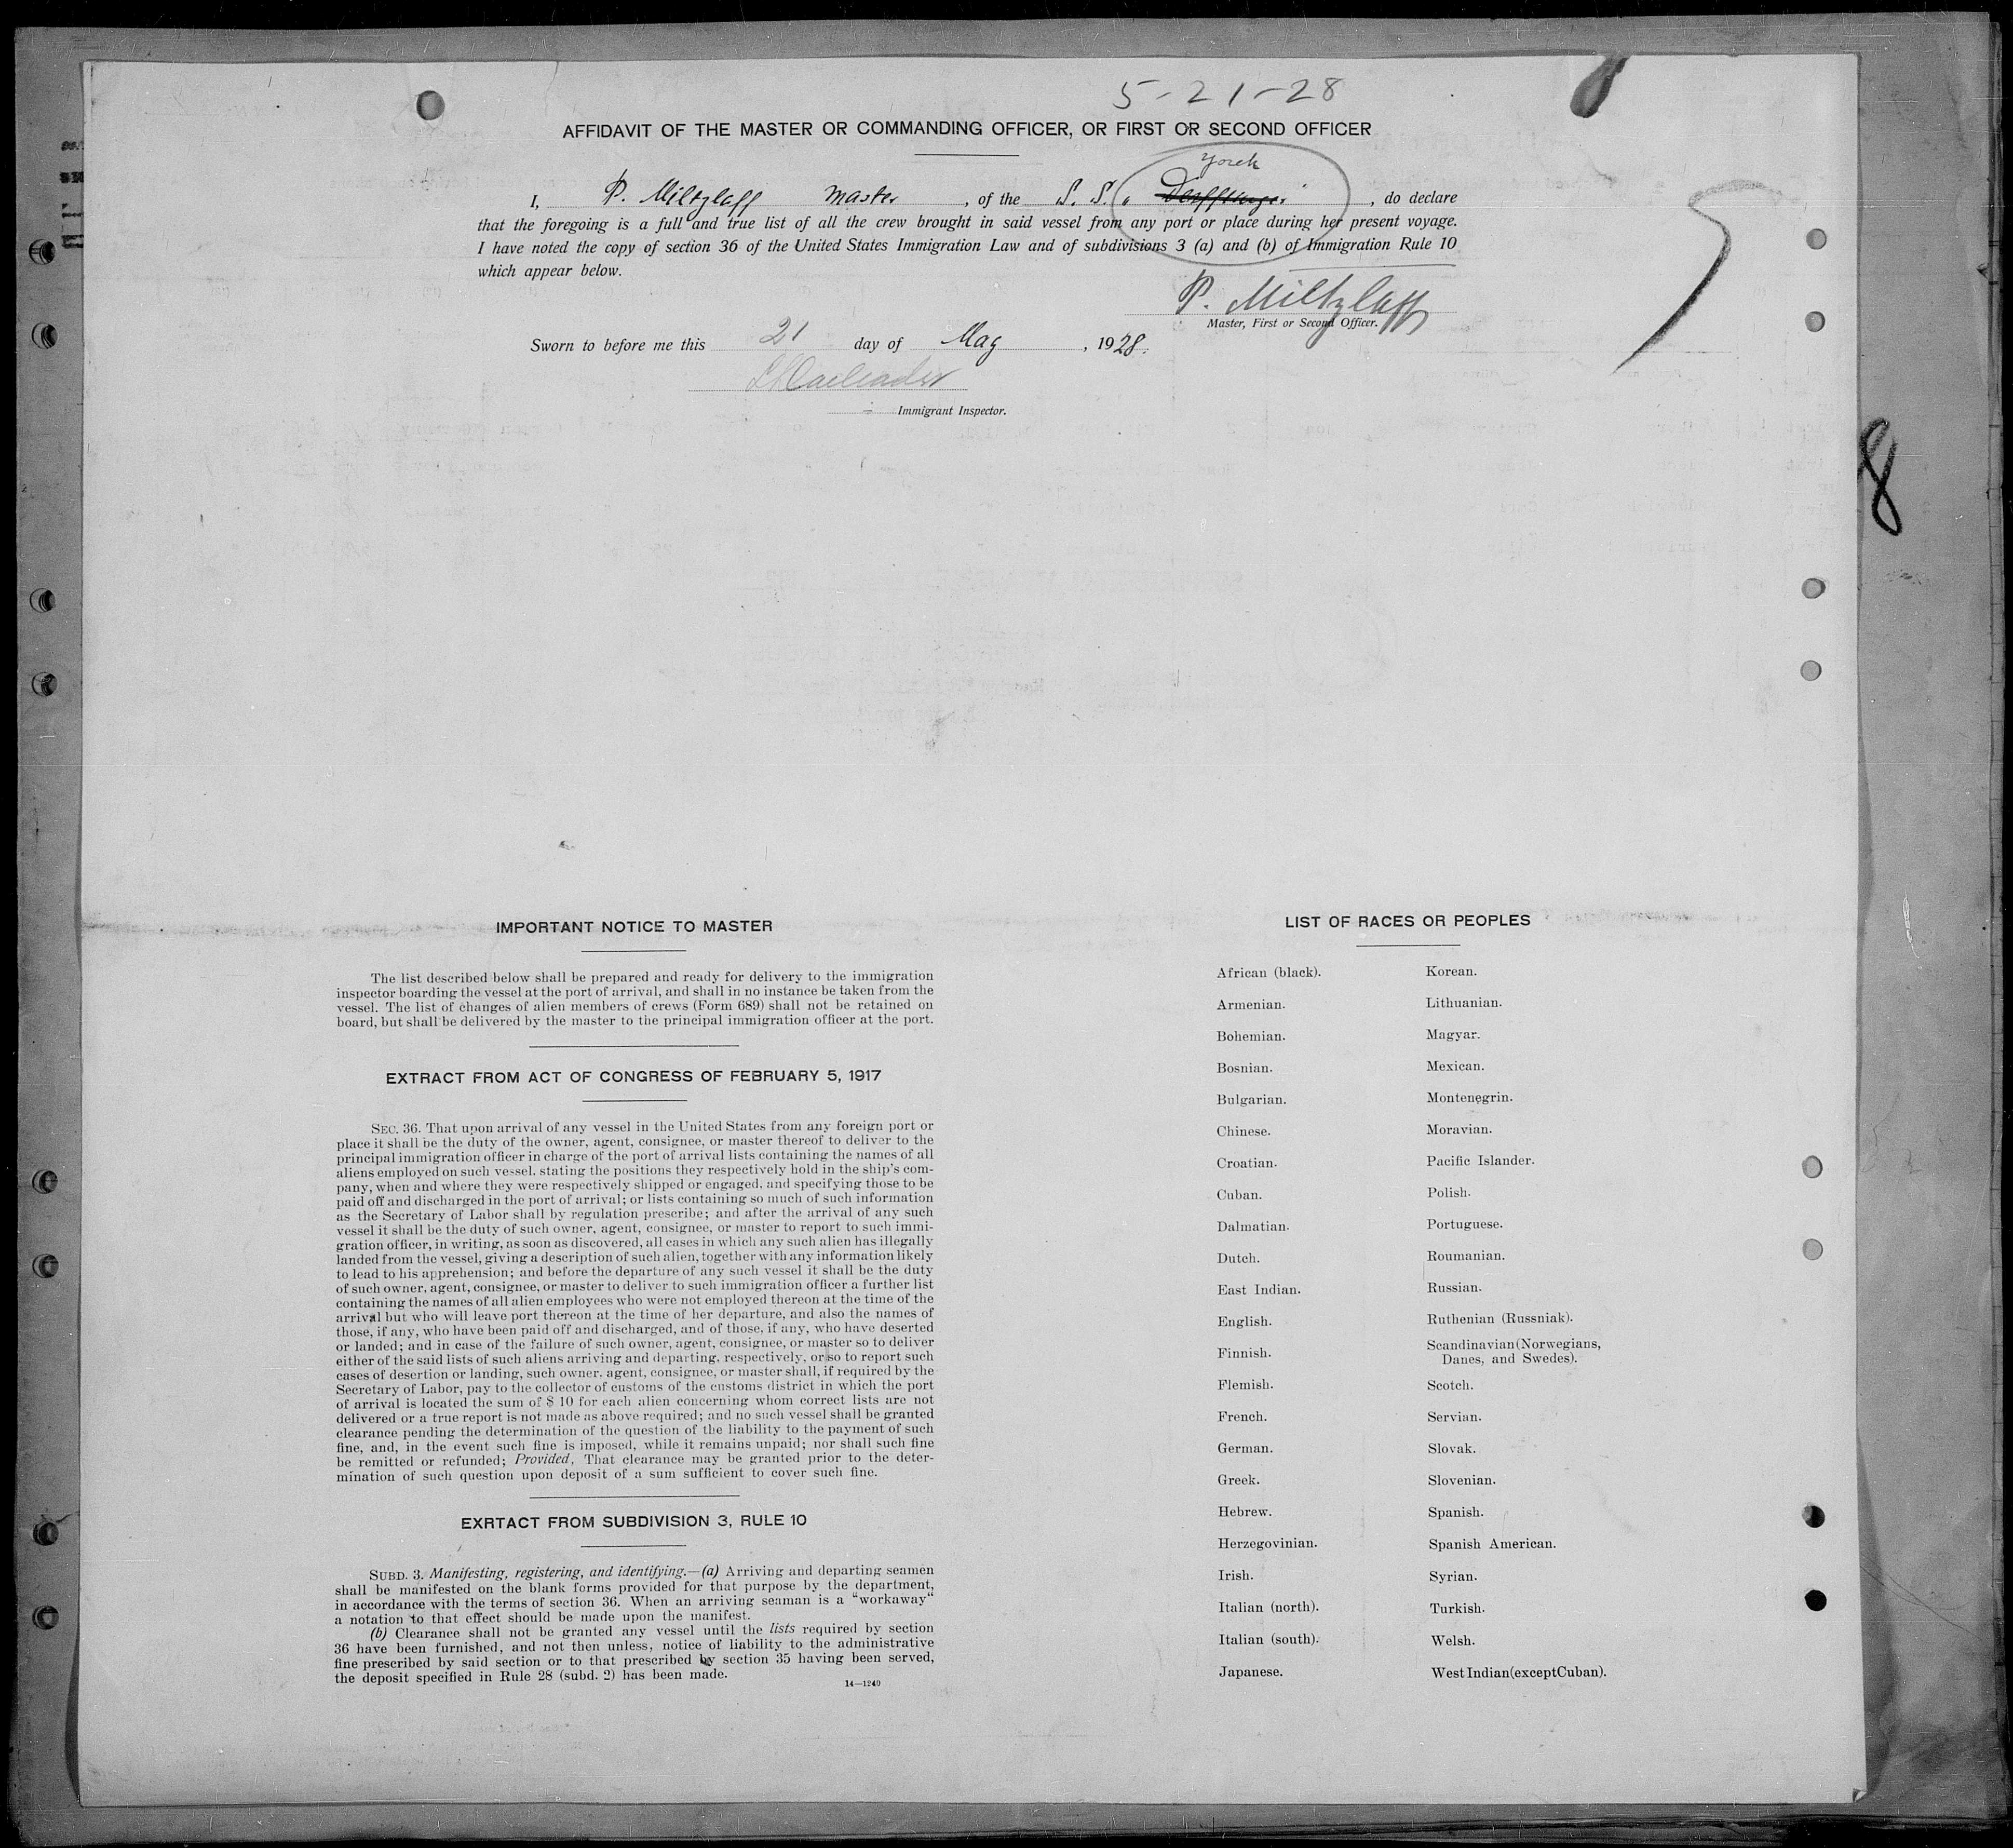 5-21-28
AFFIDAVIT OF THE MASTER OR COMMANDING OFFICER, OR FIRST OR SECOND OFFICER
Yorck
I, P. Miltzlaff master, of the S. S. " Derfflinger", do declare
that the foregoing is a full and true list of all the crew brought in said vessel from any port or place during her present voyage.
I have noted the copy of section 36 of the United States Immigration Law and of subdivisions 3 (a) and (b) of Immigration Rule 10
which appear below.
P. Miltzlaff
Master, First or Second Officer.
Sworn to before me this 21 day of May, 1928.
Immigrant Inspector.
8
IMPORTANT NOTICE TO MASTER
The list described below shall be prepared and ready for delivery to the immigration
inspector boarding the vessel at the port of arrival, and shall in no instance be taken from the
vessel. The list of changes of alien members of crews (Form 689) shall not be retained on
board, but shall be delivered by the master to the principal immigration officer at the port.
EXTRACT FROM ACT OF CONGRESS OF FEBRUARY 5, 1917
SEC. 36. That upon arrival of any vessel in the United States from any foreign port or
place it shall be the duty of the owner, agent, consignee, or master thereof to deliver to the
principal immigration officer in charge of the port of arrival lists containing the names of all
aliens employed on such vessel, stating the positions they respectively hold in the ship's com-
pany, when and where they were respectively shipped or engaged, and specifying those to be
paid off and discharged in the port of arrival; or lists containing so much of such information
as the Secretary of Labor shall by regulation prescribe; and after the arrival of any such
vessel it shall be the duty of such owner, agent, consignee, or master to report to such immi-
gration officer, in writing, as soon as discovered, all cases in which any such alien has illegally
landed from the vessel, giving a description of such alien, together with any information likely
to lead to his apprehension; and before the departure of any such vessel it shall be the duty
of such owner, agent, consignee, or master to deliver to such immigration officer a further list
containing the names of all alien employees who were not employed thereon at the time of the
arrival but who will leave port thereon at the time of her departure, and also the names of
those, if any, who have been paid off and discharged, and of those, if any, who have deserted
or landed; and in case of the failure of such owner, agent, consignee, or master so to deliver
either of the said lists of such aliens arriving and departing, respectively, or so to report such
cases of desertion or landing, such owner, agent, consignee, or master shall, if required by the
Secretary of Labor, pay to the collector of customs of the customs district in which the port
of arrival is located the sum of $ 10 for each alien concerning whom correct lists are not
delivered or a true report is not made as above required; and no such vessel shall be granted
clearance pending the determination of the question of the liability to the payment of such
fine, and, in the event such fine is imposed, while it remains unpaid; nor shall such fine
be remitted or refunded; Provided, That clearance may be granted prior to the deter-
mination of such question upon deposit of a sum sufficient to cover such fine.
EXRTACT FROM SUBDIVISION 3, RULE 10
SUBD. 3. Manifesting, registering, and identifying.—(a) Arriving and departing seamen
shall be manifested on the blank forms provided for that purpose by the department,
in accordance with the terms of section 36. When an arriving seaman is a "workaway"
a notation to that effect should be made upon the manifest.
(b) Clearance shall not be granted any vessel until the lists required by section
36 have been furnished, and not then unless, notice of liability to the administrative
fine prescribed by said section or to that prescribed by section 35 having been served,
the deposit specified in Rule 28 (subd. 2) has been made.
14—1240
LIST OF RACES OR PEOPLES
African (black).
Armenian.
Bohemian.
Bosnian.
Bulgarian.
Chinese.
Croatian.
Cuban.
Dalmatian.
Dutch.
East Indian.
English.
Finnish.
Flemish.
French.
German.
Greek.
Hebrew.
Herzegovinian.
Irish.
Italian (north).
Italian (south).
Japanese.
Korean.
Lithuanian.
Magyar.
Mexican.
Montenegrin.
Moravian.
Pacific Islander.
Polish.
Portuguese.
Roumanian.
Russian.
Ruthenian (Russniak).
Scandinavian (Norwegians,
Danes, and Swedes).
Scotch.
Servian.
Slovak.
Slovenian.
Spanish.
Spanish American.
Syrian.
Turkish.
Welsh.
West Indian (except Cuban).